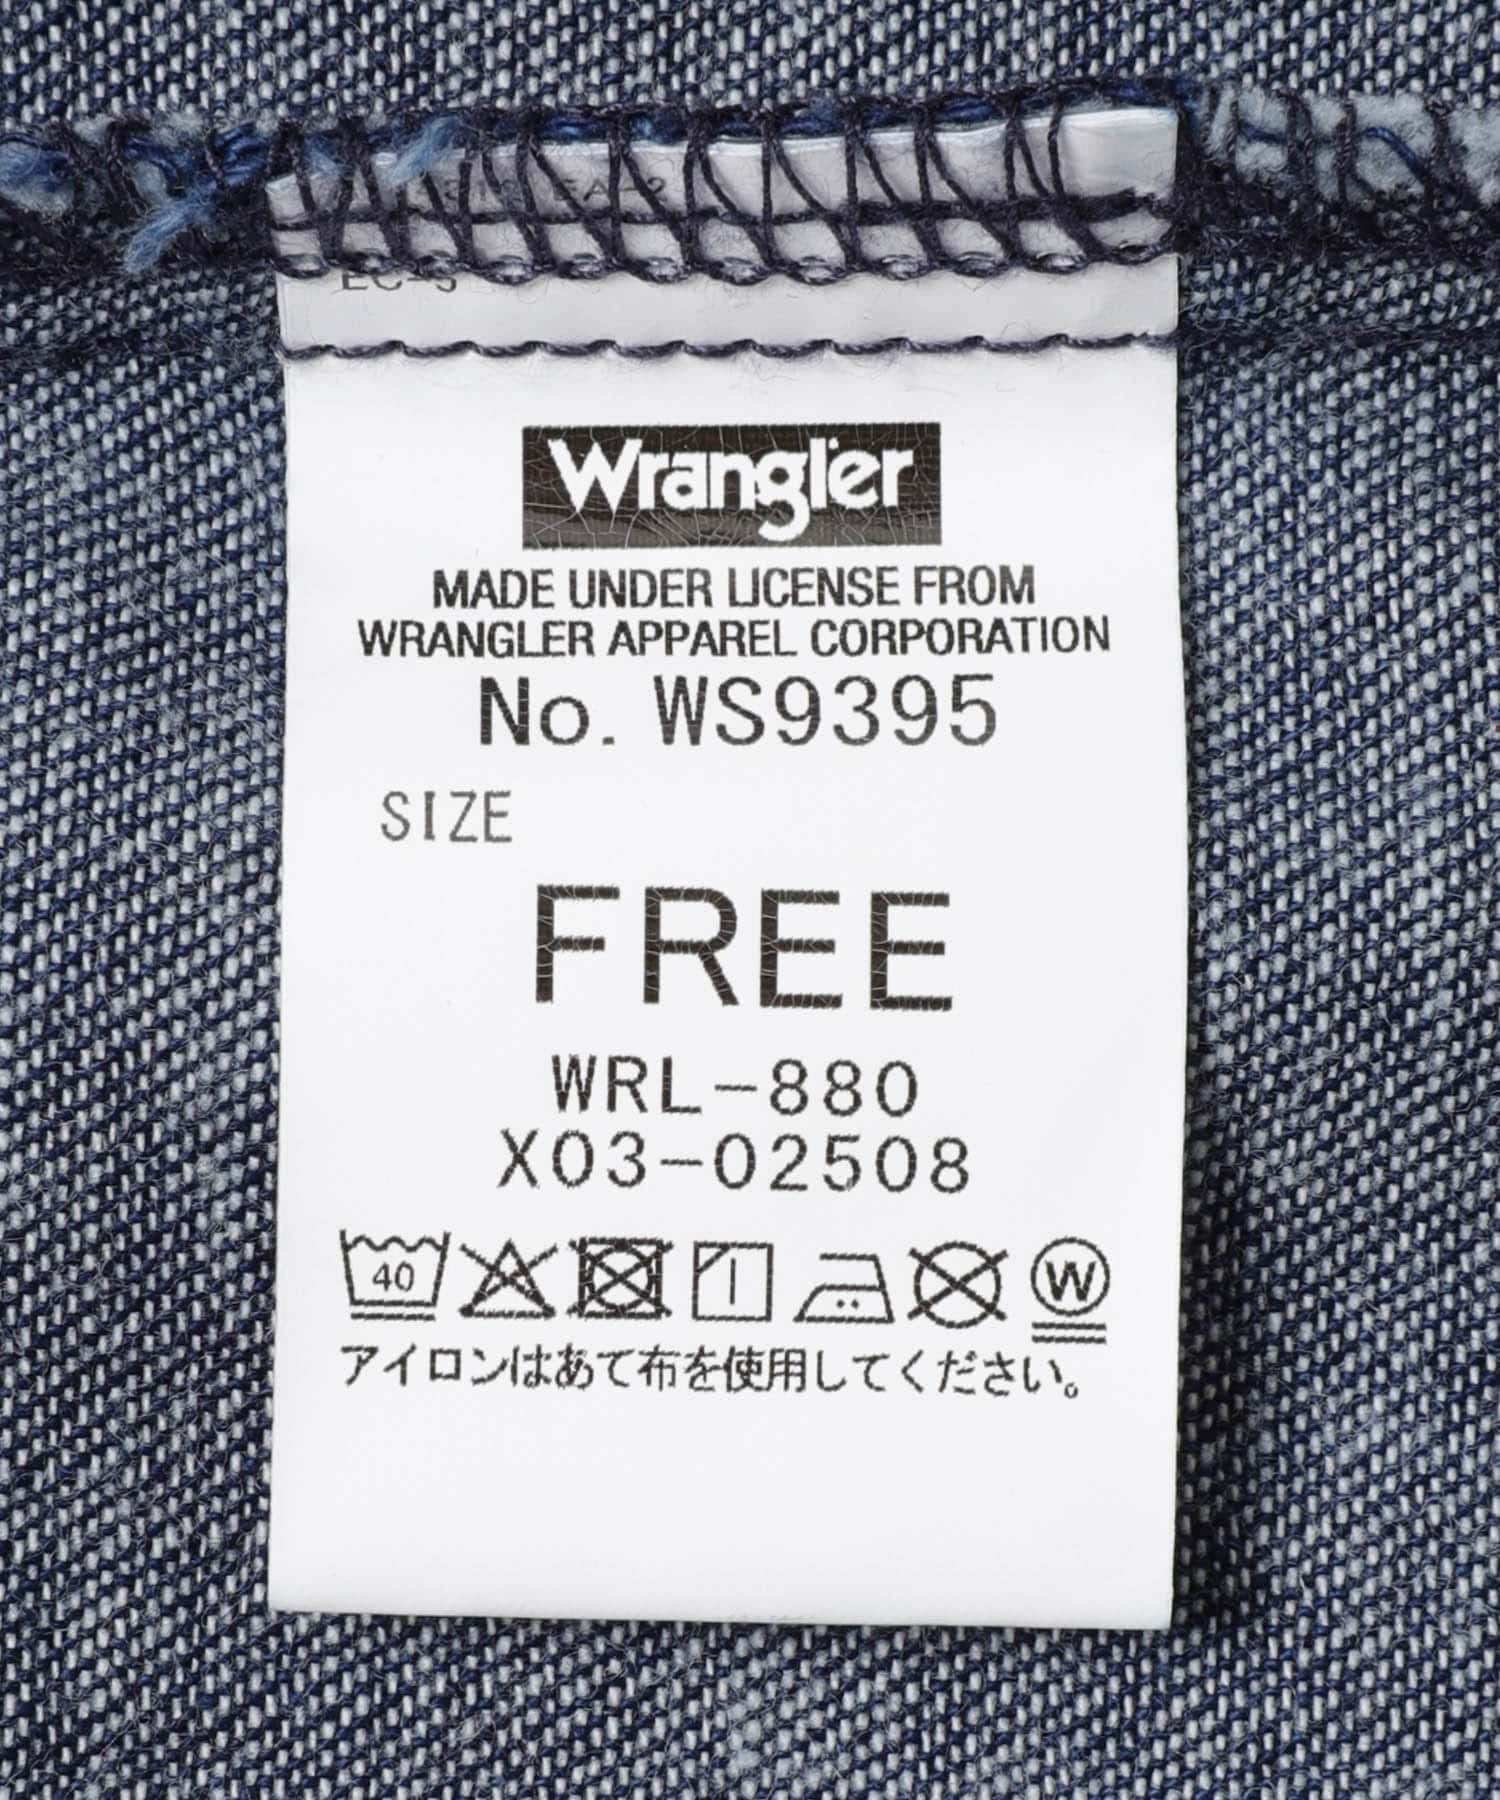 Wrangler
MADE UNDER LICENSE FROM
WRANGLER APPAREL CORPORATION
No. WS9395
SIZE
FREE
WRL-880
X03-02508
40
W
アイロンはあて布を使用してください。